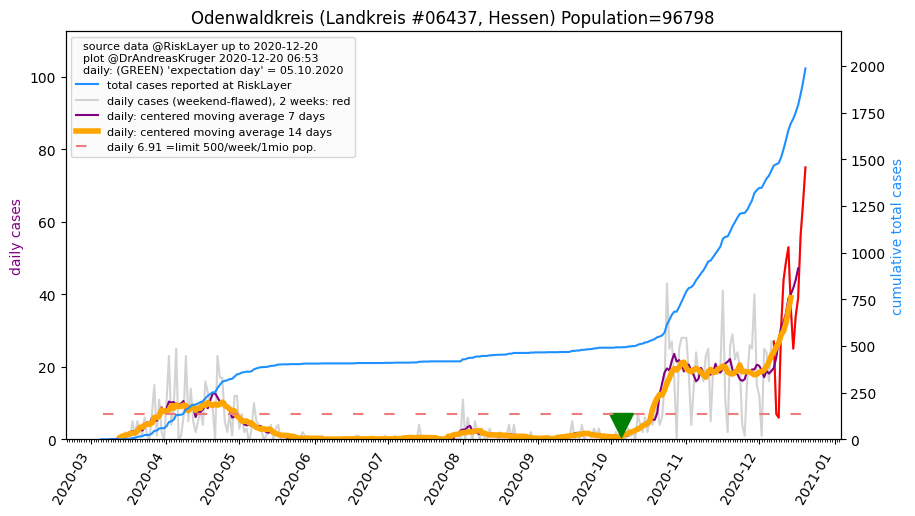 Odenwaldkreis (Landkreis #06437, Hessen) Population=96798
source data @RiskLayer up to 2020-12-20
plot @DrAndreasKruger 2020-12-20 06:53
daily: (GREEN) 'expectation day' = 05.10.2020
total cases reported at RiskLayer
daily cases (weekend-flawed), 2 weeks: red
daily: centered moving average 7 days
daily: centered moving average 14 days
daily 6.91 =limit 500/week/1mio pop.
daily cases
100
80
60
40
20
0
cumulative total cases
2000
1750
1500
1250
1000
750
500
250
0
2020-03
2020-04
2020-05
2020-06
2020-07
2020-08
2020-09
2020-10
2020-11
2020-12
2021-01